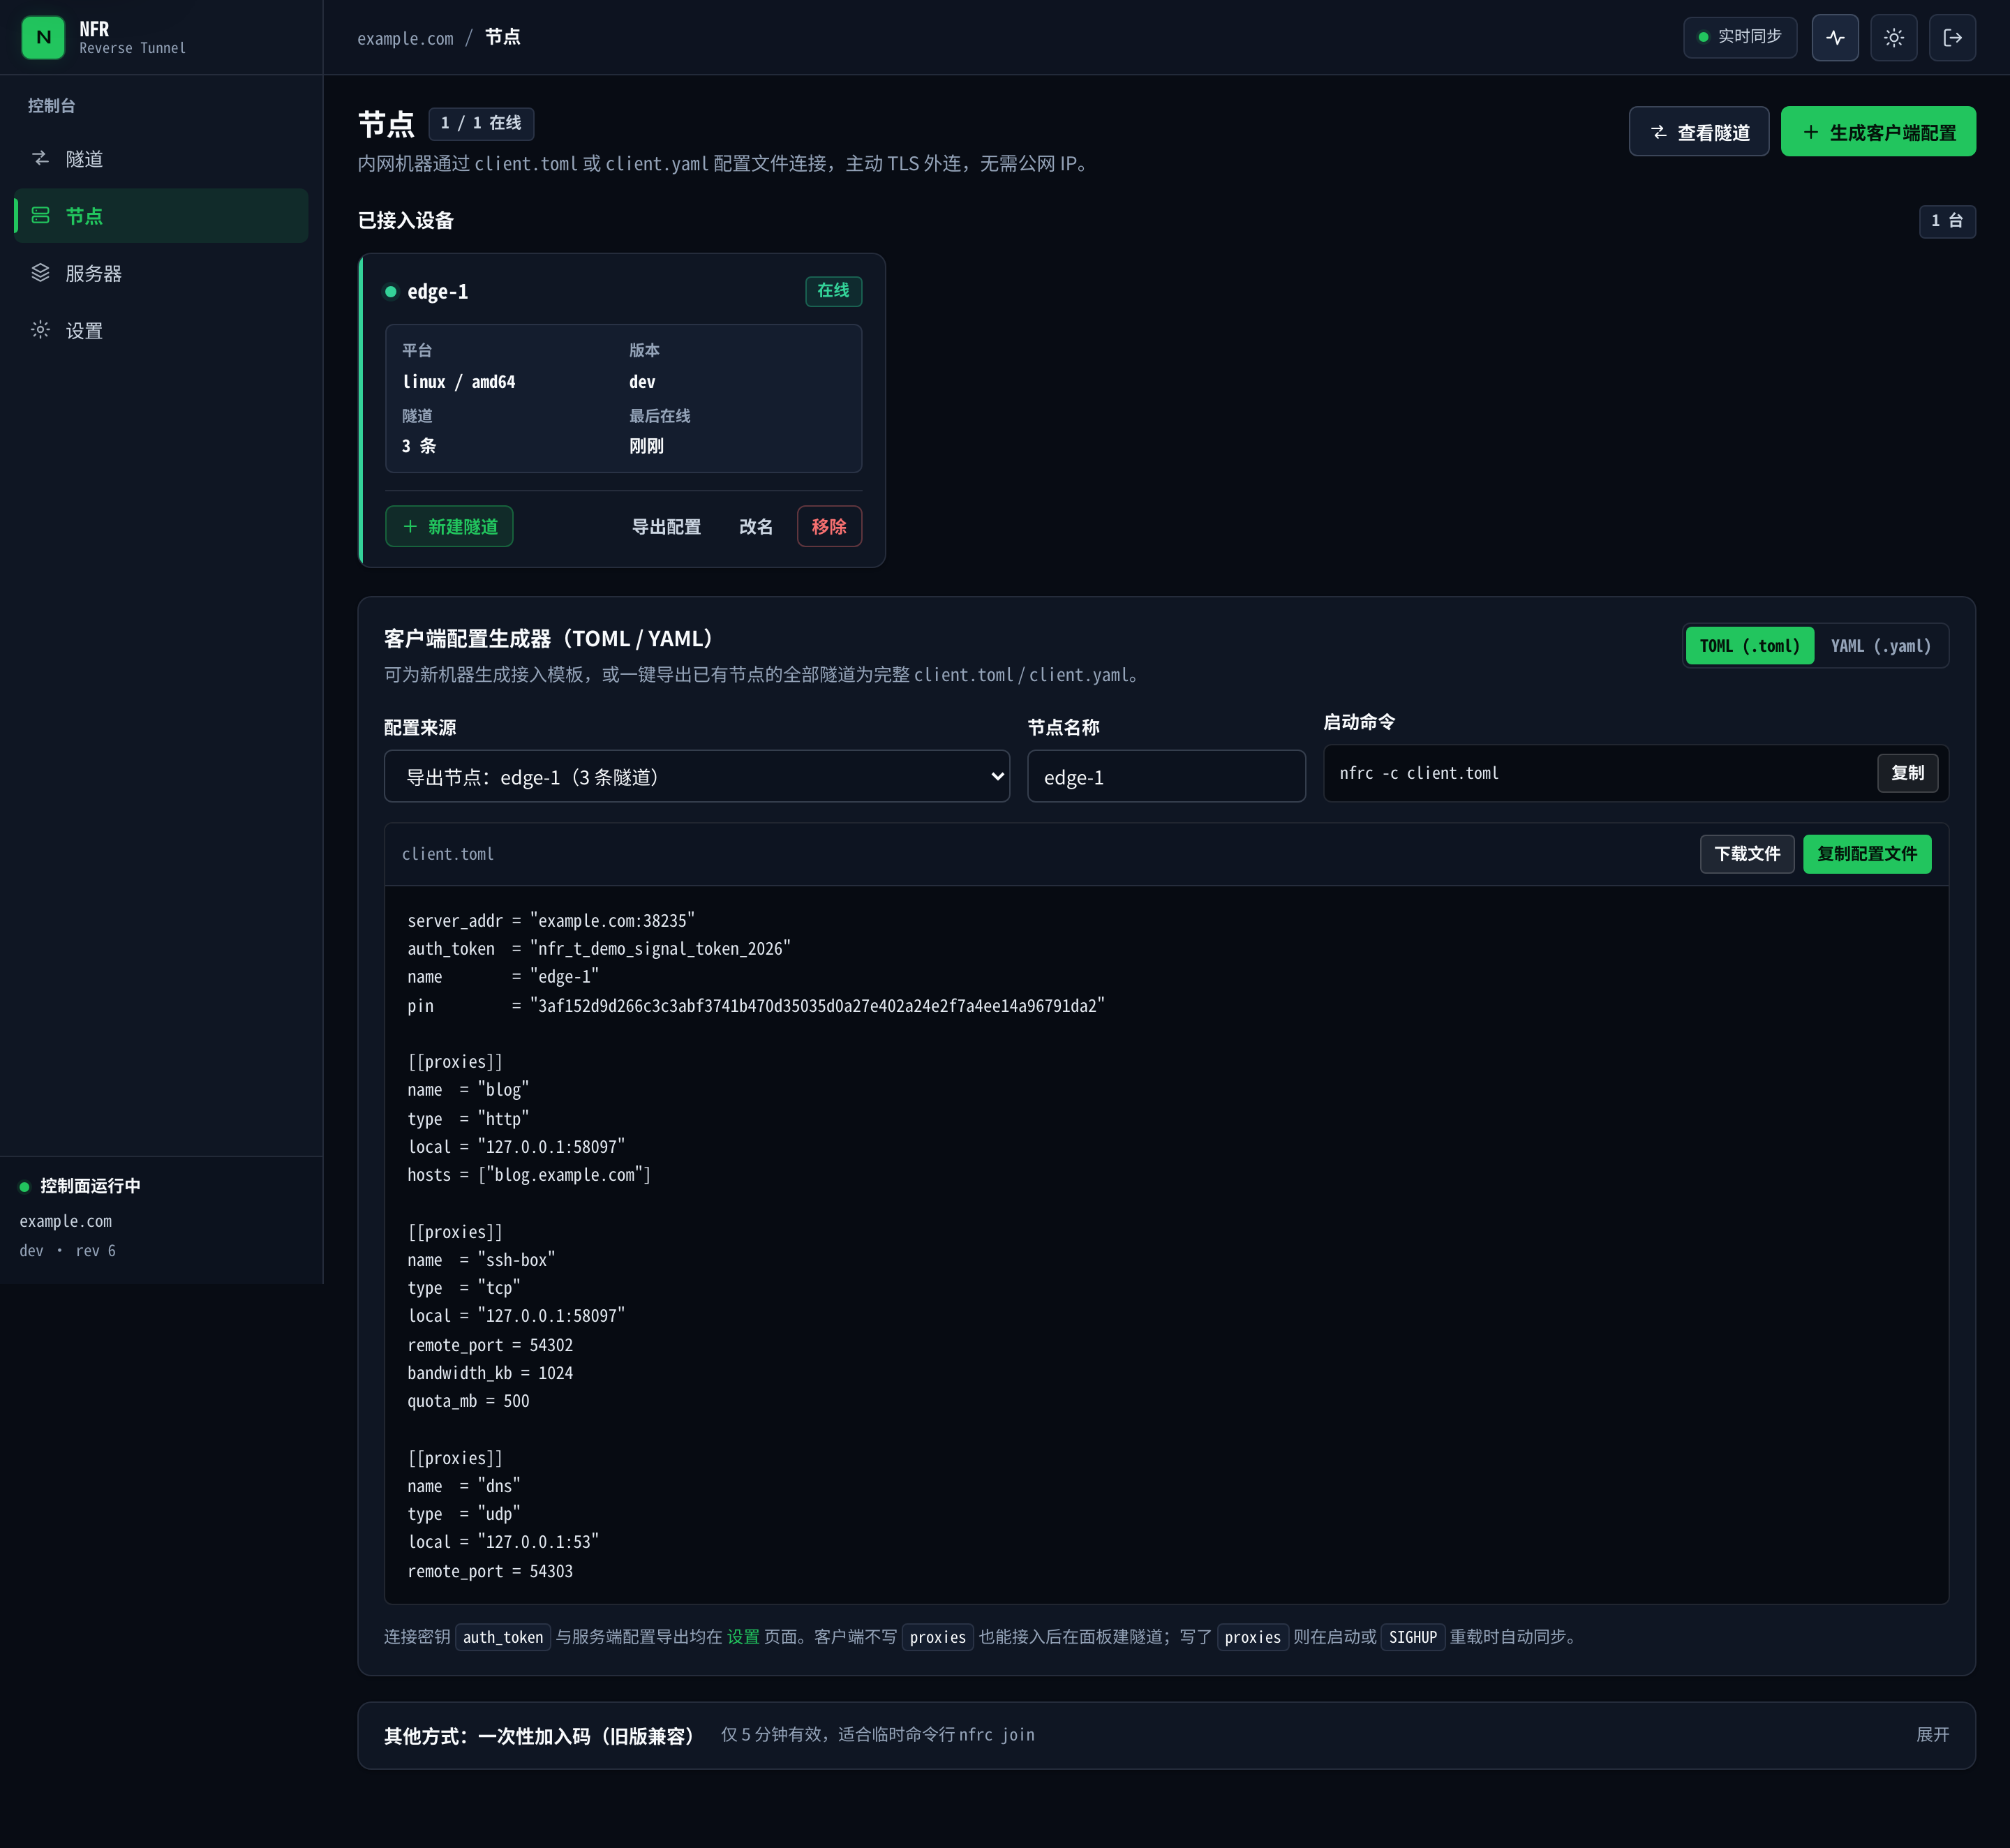 N
NFR
Reverse Tunnel
example.com / 节点
实时同步
控制台
隧道
节点
服务器
设置
控制面运行中
example.com
dev · rev 6
节点
1 / 1 在线
内网机器通过 client.toml 或 client.yaml 配置文件连接，主动 TLS 外连，无需公网 IP。
查看隧道
+ 生成客户端配置
已接入设备
1 台
edge-1
在线
平台
版本
linux / amd64
dev
隧道
最后在线
3 条
刚刚
+ 新建隧道
导出配置
改名
移除
客户端配置生成器（TOML / YAML）
可为新机器生成接入模板，或一键导出已有节点的全部隧道为完整 client.toml / client.yaml。
TOML (.toml)
YAML (.yaml)
配置来源
节点名称
启动命令
导出节点：edge-1（3 条隧道）
edge-1
nfrc -c client.toml
复制
client.toml
下载文件
复制配置文件
server_addr = "example.com:38235"
auth_token  = "nfr_t_demo_signal_token_2026"
name        = "edge-1"
pin         = "3af152d9d266c3c3abf3741b470d35035d0a27e402a24e2f7a4ee14a96791da2"
[[proxies]]
name  = "blog"
type  = "http"
local = "127.0.0.1:58097"
hosts = ["blog.example.com"]
[[proxies]]
name  = "ssh-box"
type  = "tcp"
local = "127.0.0.1:58097"
remote_port = 54302
bandwidth_kb = 1024
quota_mb = 500
[[proxies]]
name  = "dns"
type  = "udp"
local = "127.0.0.1:53"
remote_port = 54303
连接密钥 auth_token 与服务端配置导出均在 设置 页面。客户端不写 proxies 也能接入后在面板建隧道；写了 proxies 则在启动或 SIGHUP 重载时自动同步。
其他方式：一次性加入码（旧版兼容）
仅 5 分钟有效，适合临时命令行 nfrc join
展开